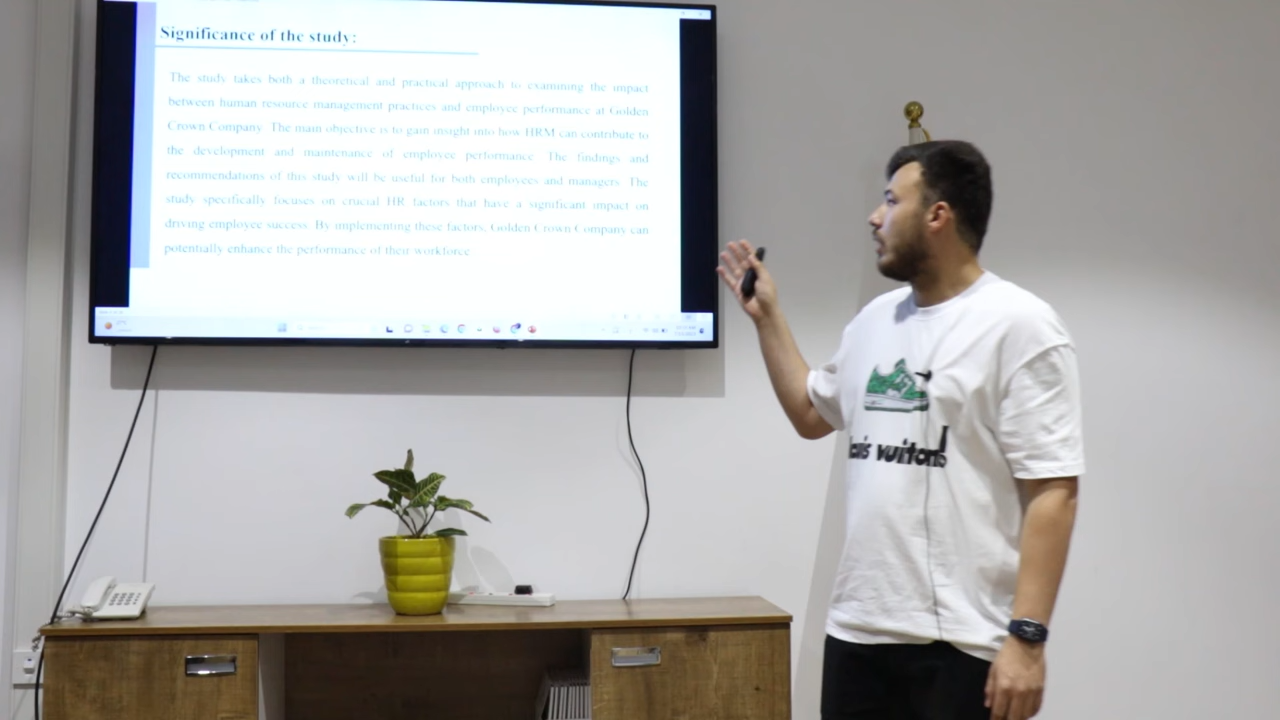 Significance of the study:
The study takes both a theoretical and practical approach to examining the impact
between human resource management practices and employee performance at Golden
Crown Company. The main objective is to gain insight into how HRM can contribute to
the development and maintenance of employee performance. The findings and
recommendations of this study will be useful for both employees and managers. The
study specifically focuses on crucial HR factors that have a significant impact on
driving employee success. By implementing these factors, Golden Crown Company can
potentially enhance the performance of their workforce.
louis vuitton